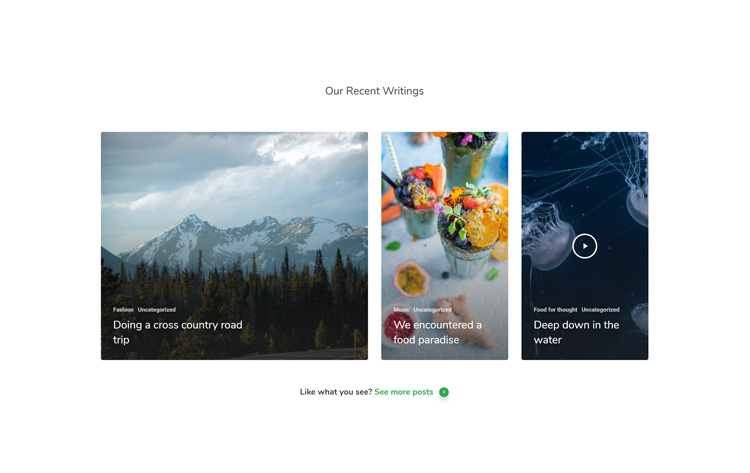 Our Recent Writings
Fashion Uncategorized
Doing a cross country road
trip
Music Uncategorized
We encountered a
food paradise
Food for thought Uncategorized
Deep down in the
water
Like what you see? See more posts